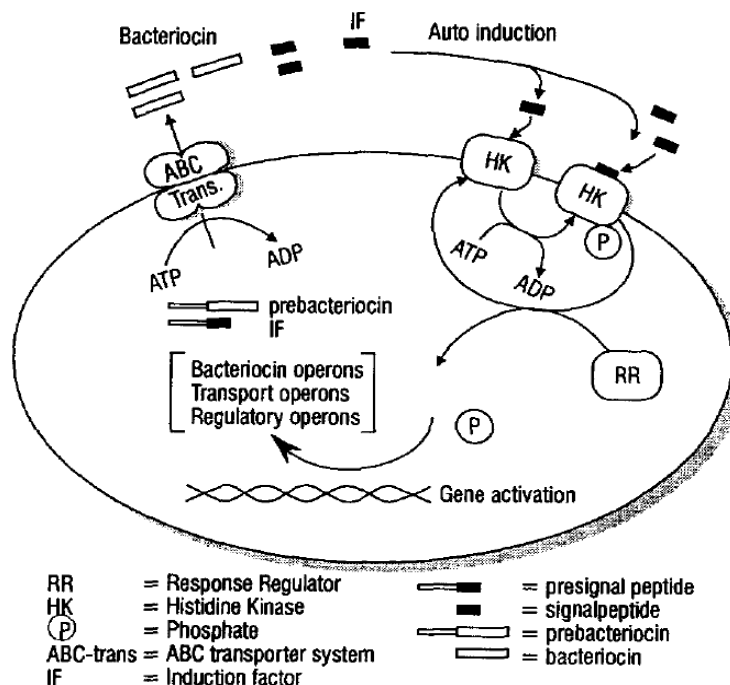 IF
Bacteriocin
Auto induction
ABC
Trans.
HK
HK
P
ATP
ADP
ATP
ADP
prebacteriocin
IF
Bacteriocin operons
Transport operons
Regulatory operons
RR
P
Gene activation
RR = Response Regulator
HK = Histidine Kinase
P = Phosphate
ABC-trans = ABC transporter system
IF = Induction factor
= presignal peptide
= signalpeptide
= prebacteriocin
= bacteriocin